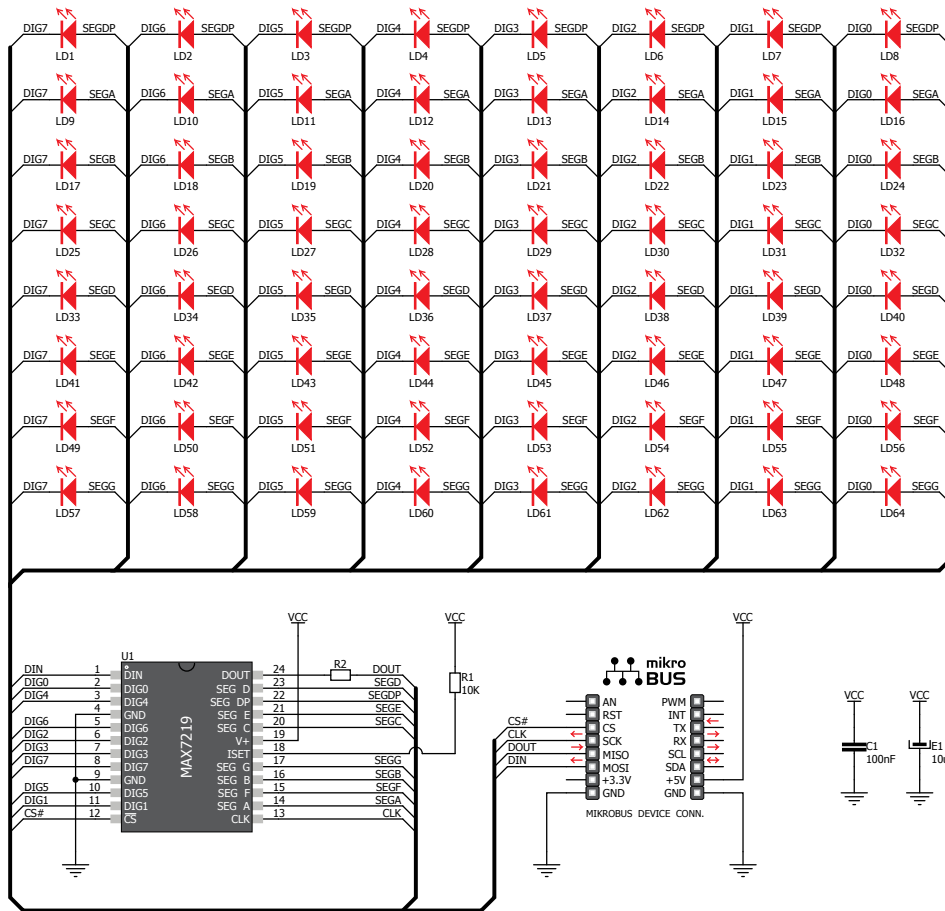 DIG7 SEGDP DIG6 SEGDP DIG5 SEGDP DIG4 SEGDP DIG3 SEGDP DIG2 SEGDP DIG1 SEGDP DIG0 SEGDP
LD1 LD2 LD3 LD4 LD5 LD6 LD7 LD8
DIG7 SEGA DIG6 SEGA DIG5 SEGA DIG4 SEGA DIG3 SEGA DIG2 SEGA DIG1 SEGA DIG0 SEGA
LD9 LD10 LD11 LD12 LD13 LD14 LD15 LD16
DIG7 SEGB DIG6 SEGB DIG5 SEGB DIG4 SEGB DIG3 SEGB DIG2 SEGB DIG1 SEGB DIG0 SEGB
LD17 LD18 LD19 LD20 LD21 LD22 LD23 LD24
DIG7 SEGC DIG6 SEGC DIG5 SEGC DIG4 SEGC DIG3 SEGC DIG2 SEGC DIG1 SEGC DIG0 SEGC
LD25 LD26 LD27 LD28 LD29 LD30 LD31 LD32
DIG7 SEGD DIG6 SEGD DIG5 SEGD DIG4 SEGD DIG3 SEGD DIG2 SEGD DIG1 SEGD DIG0 SEGD
LD33 LD34 LD35 LD36 LD37 LD38 LD39 LD40
DIG7 SEGE DIG6 SEGE DIG5 SEGE DIG4 SEGE DIG3 SEGE DIG2 SEGE DIG1 SEGE DIG0 SEGE
LD41 LD42 LD43 LD44 LD45 LD46 LD47 LD48
DIG7 SEGF DIG6 SEGF DIG5 SEGF DIG4 SEGF DIG3 SEGF DIG2 SEGF DIG1 SEGF DIG0 SEGF
LD49 LD50 LD51 LD52 LD53 LD54 LD55 LD56
DIG7 SEGG DIG6 SEGG DIG5 SEGG DIG4 SEGG DIG3 SEGG DIG2 SEGG DIG1 SEGG DIG0 SEGG
LD57 LD58 LD59 LD60 LD61 LD62 LD63 LD64
VCC VCC VCC
U1
DIN 1 DIN DOUT 24 R2 DOUT
DIG0 2 DIG0 SEG D 23 SEGD
DIG4 3 DIG4 SEG DP 22 SEGDP
4 GND SEG E 21 SEGE
DIG6 5 DIG6 SEG C 20 SEGC
DIG2 6 DIG2 V+ 19
DIG3 7 DIG3 ISET 18
DIG7 8 DIG7 SEG G 17 SEGG
9 GND SEG B 16 SEGB
DIG5 10 DIG5 SEG F 15 SEGF
DIG1 11 DIG1 SEG A 14 SEGA
CS# 12 CS CLK 13 CLK
MAX7219
R1
10K
mikro
BUS
AN PWM
RST INT
CS# CS TX
CLK SCK RX
DOUT MISO SCL
DIN MOSI SDA
+3.3V +5V
GND GND
MIKROBUS DEVICE CONN.
VCC VCC
C1
100nF
E1